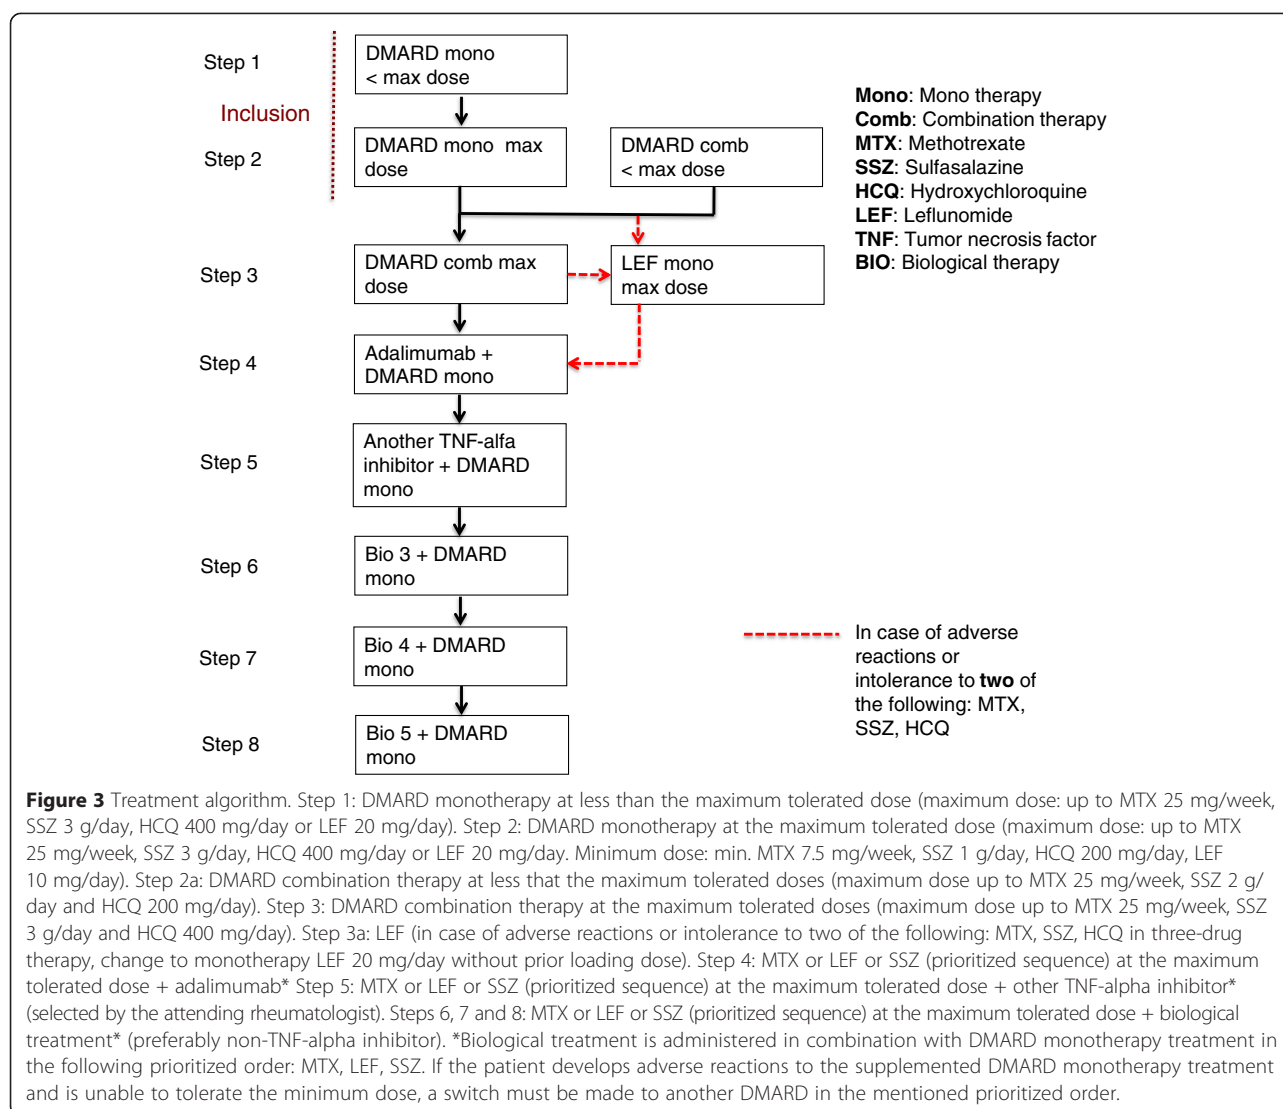 Step 1
DMARD mono
< max dose
Inclusion
Step 2
DMARD mono max
dose
DMARD comb
< max dose
Mono: Mono therapy
Comb: Combination therapy
MTX: Methotrexate
SSZ: Sulfasalazine
HCQ: Hydroxychloroquine
LEF: Leflunomide
TNF: Tumor necrosis factor
BIO: Biological therapy
Step 3
DMARD comb max
dose
LEF mono
max dose
Step 4
Adalimumab +
DMARD mono
Step 5
Another TNF-alfa
inhibitor + DMARD
mono
Step 6
Bio 3 + DMARD
mono
Step 7
Bio 4 + DMARD
mono
Step 8
Bio 5 + DMARD
mono
In case of adverse
reactions or
intolerance to two of
the following: MTX,
SSZ, HCQ
Figure 3 Treatment algorithm. Step 1: DMARD monotherapy at less than the maximum tolerated dose (maximum dose: up to MTX 25 mg/week,
SSZ 3 g/day, HCQ 400 mg/day or LEF 20 mg/day). Step 2: DMARD monotherapy at the maximum tolerated dose (maximum dose: up to MTX
25 mg/week, SSZ 3 g/day, HCQ 400 mg/day or LEF 20 mg/day. Minimum dose: min. MTX 7.5 mg/week, SSZ 1 g/day, HCQ 200 mg/day, LEF
10 mg/day). Step 2a: DMARD combination therapy at less that the maximum tolerated doses (maximum dose up to MTX 25 mg/week, SSZ 2 g/
day and HCQ 200 mg/day). Step 3: DMARD combination therapy at the maximum tolerated doses (maximum dose up to MTX 25 mg/week, SSZ
3 g/day and HCQ 400 mg/day). Step 3a: LEF (in case of adverse reactions or intolerance to two of the following: MTX, SSZ, HCQ in three-drug
therapy, change to monotherapy LEF 20 mg/day without prior loading dose). Step 4: MTX or LEF or SSZ (prioritized sequence) at the maximum
tolerated dose + adalimumab* Step 5: MTX or LEF or SSZ (prioritized sequence) at the maximum tolerated dose + other TNF-alpha inhibitor*
(selected by the attending rheumatologist). Steps 6, 7 and 8: MTX or LEF or SSZ (prioritized sequence) at the maximum tolerated dose + biological
treatment* (preferably non-TNF-alpha inhibitor). *Biological treatment is administered in combination with DMARD monotherapy treatment in
the following prioritized order: MTX, LEF, SSZ. If the patient develops adverse reactions to the supplemented DMARD monotherapy treatment
and is unable to tolerate the minimum dose, a switch must be made to another DMARD in the mentioned prioritized order.